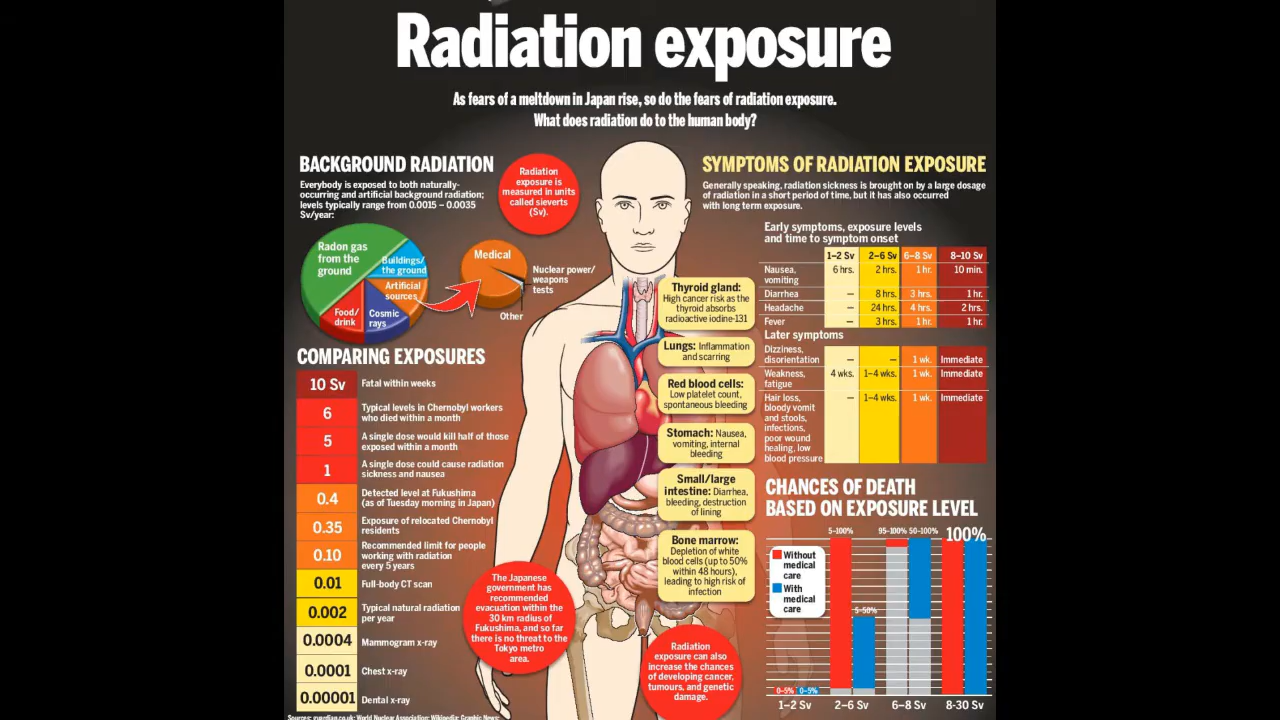 Radiation exposure
As fears of a meltdown in Japan rise, so do the fears of radiation exposure.
What does radiation do to the human body?
BACKGROUND RADIATION
Everybody is exposed to both naturally-
occurring and artificial background radiation;
levels typically range from 0.0015 – 0.0035
Sv/year:
Radiation
exposure is
measured in units
called sieverts
(Sv).
Radon gas
from the
ground
Buildings/
the ground
Artificial
sources
Food/
drink
Cosmic
rays
Medical
Nuclear power/
weapons
tests
Other
COMPARING EXPOSURES
10 Sv Fatal within weeks
6 Typical levels in Chernobyl workers
who died within a month
5 A single dose would kill half of those
exposed within a month
1 A single dose could cause radiation
sickness and nausea
0.4 Detected level at Fukushima
(as of Tuesday morning in Japan)
0.35 Exposure of relocated Chernobyl
residents
0.10 Recommended limit for people
working with radiation
every 5 years
0.01 Full-body CT scan
0.002 Typical natural radiation
per year
0.0004 Mammogram x-ray
0.0001 Chest x-ray
0.00001 Dental x-ray
The Japanese
government has
recommended
evacuation within the
30 km radius of
Fukushima, and so far
there is no threat to the
Tokyo metro
area.
Thyroid gland:
High cancer risk as the
thyroid absorbs
radioactive iodine-131
Lungs: Inflammation
and scarring
Red blood cells:
Low platelet count,
spontaneous bleeding
Stomach: Nausea,
vomiting, internal
bleeding
Small/large
intestine: Diarrhea,
bleeding, destruction
of lining
Bone marrow:
Depletion of white
blood cells (up to 50%
within 48 hours),
leading to high risk of
infection
Radiation
exposure can also
increase the chances
of developing cancer,
tumours, and genetic
damage.
SYMPTOMS OF RADIATION EXPOSURE
Generally speaking, radiation sickness is brought on by a large dosage
of radiation in a short period of time, but it has also occurred
with long term exposure.
Early symptoms, exposure levels
and time to symptom onset
1–2 Sv 2–6 Sv 6–8 Sv 8–10 Sv
Nausea, 6 hrs. 2 hrs. 1 hr. 10 min.
vomiting
Diarrhea — 8 hrs. 3 hrs. 1 hr.
Headache — 24 hrs. 4 hrs. 2 hrs.
Fever — 3 hrs. 1 hr. 1 hr.
Later symptoms
Dizziness,
disorientation — — 1 wk. Immediate
Weakness, 4 wks. 1–4 wks. 1 wk. Immediate
fatigue
Hair loss, — 1–4 wks. 1 wk. Immediate
bloody vomit
and stools,
infections,
poor wound
healing, low
blood pressure
CHANCES OF DEATH
BASED ON EXPOSURE LEVEL
5–100% 95–100% 50–100% 100%
Without
medical
care
With
medical
care
5–50%
0–5% 0–5%
1–2 Sv 2–6 Sv 6–8 Sv 8-30 Sv